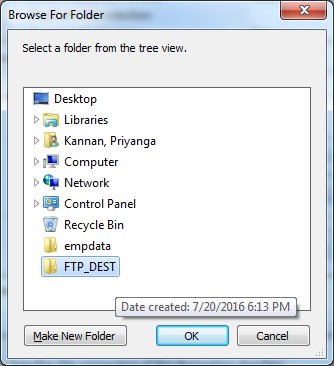 Browse For Folder
Select a folder from the tree view.
Desktop
Libraries
Kannan, Priyanga
Computer
Network
Control Panel
Recycle Bin
empdata
FTP_DEST
Date created: 7/20/2016 6:13 PM
Make New Folder
OK
Cancel